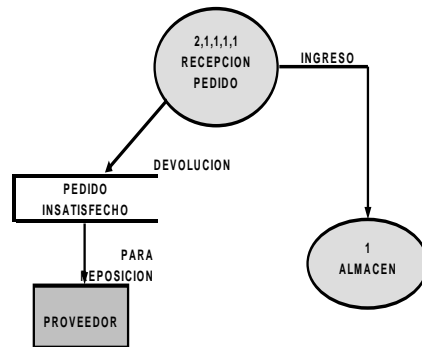 2,1,1,1,1
RECEPCION
PEDIDO
INGRESO
DEVOLUCION
PEDIDO
INSATISFECHO
PARA
REPOSICION
1
ALMACEN
PROVEEDOR